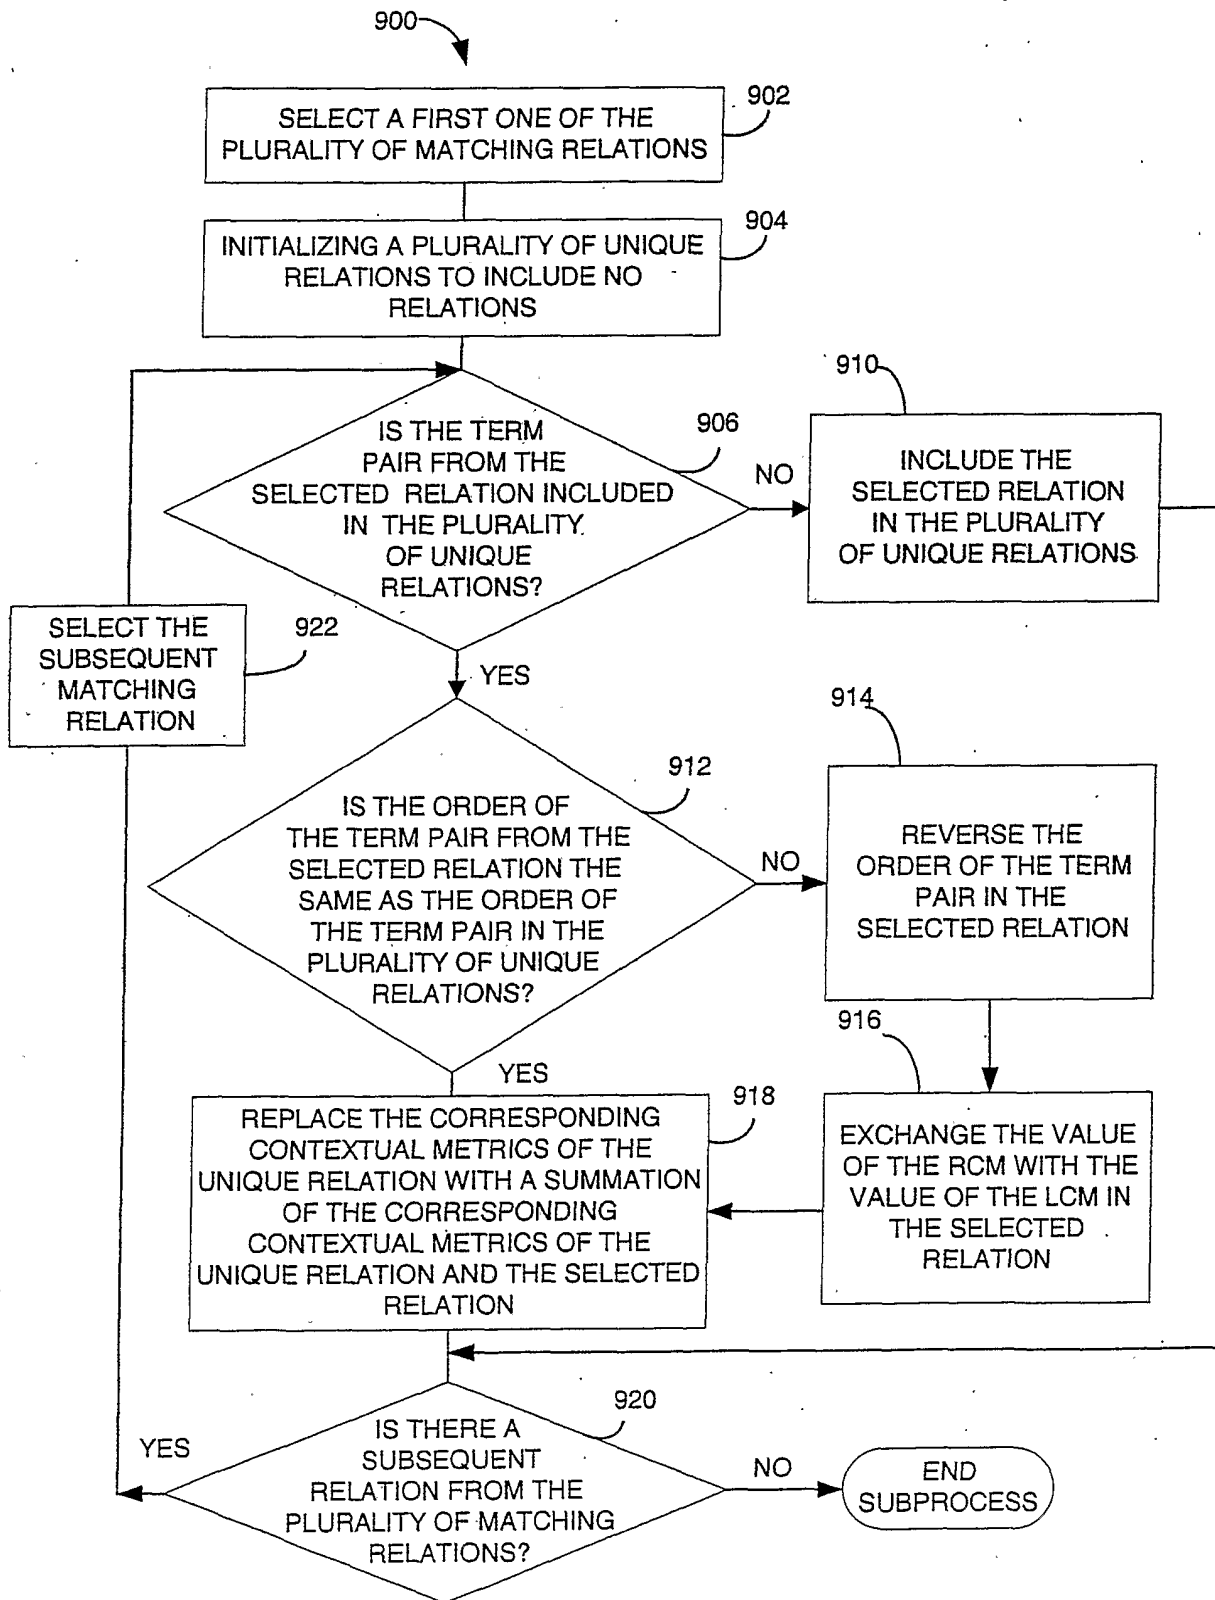 900
902
SELECT A FIRST ONE OF THE
PLURALITY OF MATCHING RELATIONS
904
INITIALIZING A PLURALITY OF UNIQUE
RELATIONS TO INCLUDE NO
RELATIONS
906
IS THE TERM
PAIR FROM THE
SELECTED RELATION INCLUDED
IN THE PLURALITY
OF UNIQUE
RELATIONS?
NO
910
INCLUDE THE
SELECTED RELATION
IN THE PLURALITY
OF UNIQUE RELATIONS
YES
SELECT THE
SUBSEQUENT
MATCHING
RELATION
922
912
IS THE ORDER OF
THE TERM PAIR FROM THE
SELECTED RELATION THE
SAME AS THE ORDER OF
THE TERM PAIR IN THE
PLURALITY OF UNIQUE
RELATIONS?
NO
914
REVERSE THE
ORDER OF THE TERM
PAIR IN THE
SELECTED RELATION
916
EXCHANGE THE VALUE
OF THE RCM WITH THE
VALUE OF THE LCM IN
THE SELECTED
RELATION
YES
918
REPLACE THE CORRESPONDING
CONTEXTUAL METRICS OF THE
UNIQUE RELATION WITH A SUMMATION
OF THE CORRESPONDING
CONTEXTUAL METRICS OF THE
UNIQUE RELATION AND THE SELECTED
RELATION
920
IS THERE A
SUBSEQUENT
RELATION FROM THE
PLURALITY OF MATCHING
RELATIONS?
YES
NO
END
SUBPROCESS